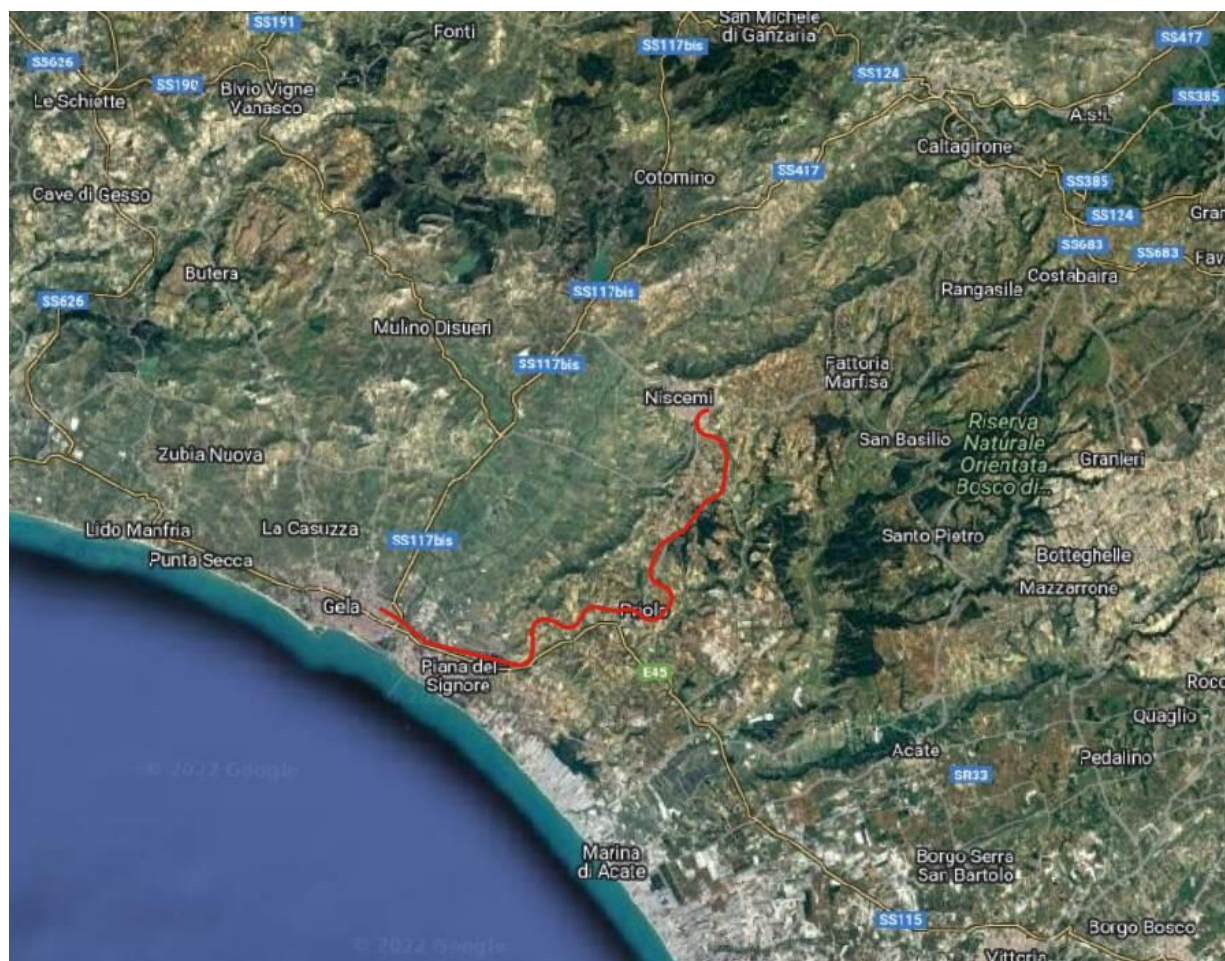 San Michele
di Ganzaria
SS191
Fonti
SS117bis
SS417
SS626
SS124
Le Schiette
SS190
Bivio Vigne
Vanasco
SS385
A.s.i.
Caltagirone
Cotomino
SS417
SS385
Cave di Gesso
SS124
Gran
SS683
SS683
Fav
Butera
Costabaira
Rangasile
SS626
SS117bis
Mulino Disueri
SS117bis
Fattoria
Marfisa
Niscemi
Riserva
Naturale
Orientata
Bosco di...
San Basilio
Granieri
Zubia Nuova
Lido Manfria
La Casuzza
SS117bis
Santo Pietro
Punta Secca
Botteghelle
Mazzarrone
Gela
Priolo
Piana del
Signore
E45
Rocc
Quaglio
Acate
Pedalino
© 2022 Google
SR33
Marina
di Acate
Borgo Serra
San Bartolo
SS115
Borgo Bosco
© 2022 Google
Vittoria